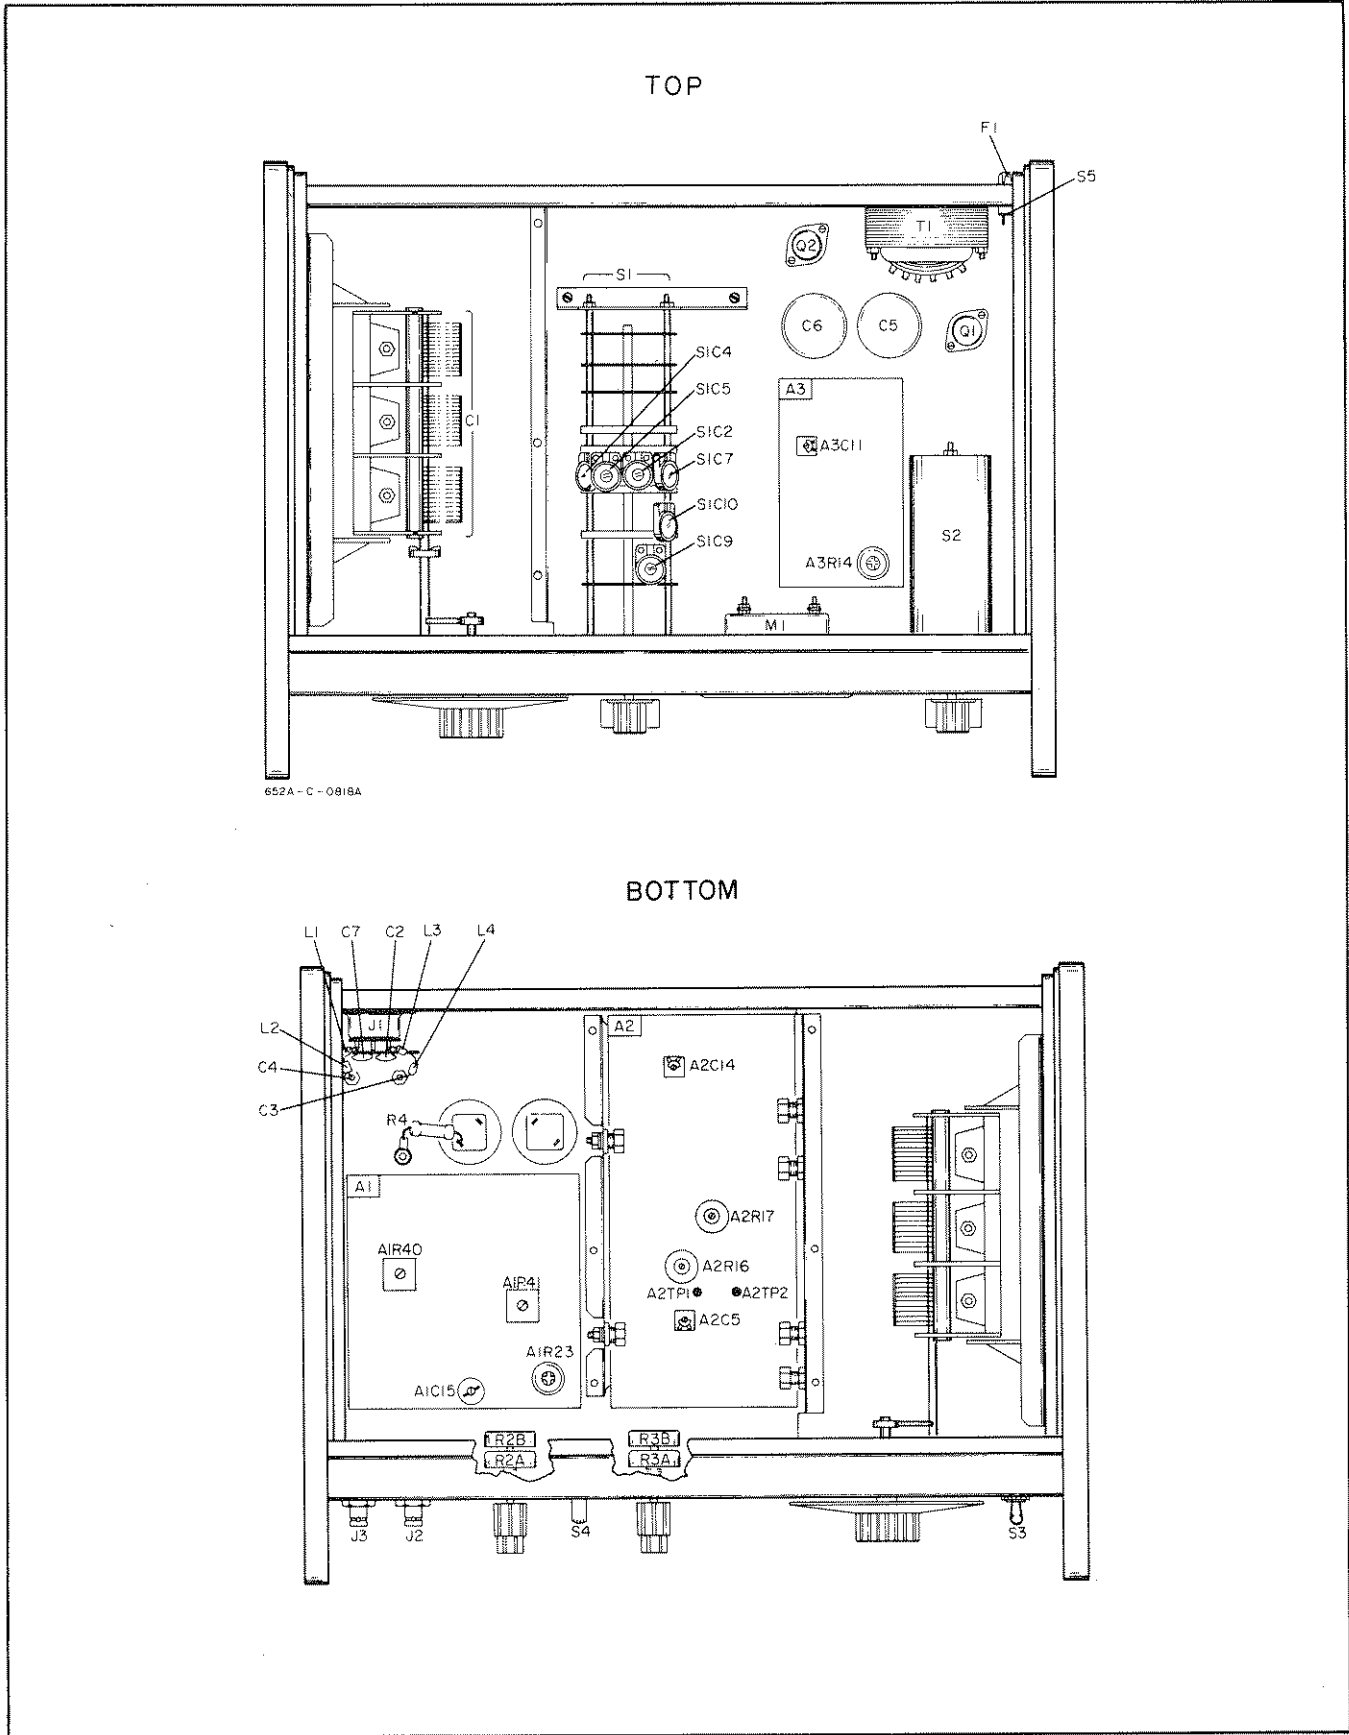 TOP
F1
S5
T1
Q2
S1
C6
C5
Q1
S1C4
A3
S1C5
C1
S1C2
A3C11
S1C7
S1C10
S2
S1C9
A3R14
M1
652A-C-0818A
BOTTOM
L1 C7 C2 L3 L4
L2
J1
A2
C4
A2C14
C3
R4
A1
A2R17
A1R40
A2R16
A1R4
A2TP1 A2TP2
A2C5
A1R23
A1C15
R2B R3B
R2A R3A
J3 J2 S4 S3